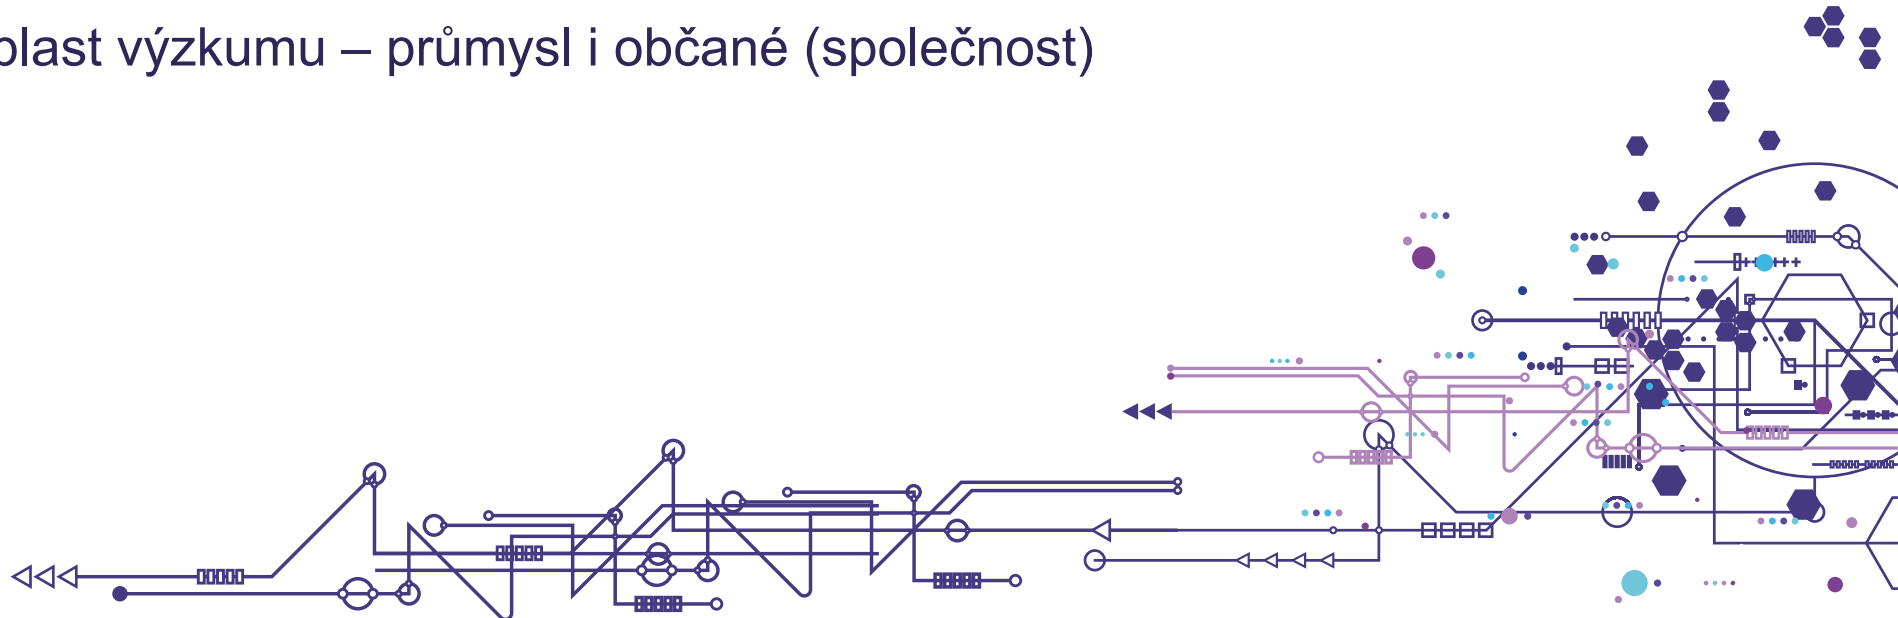 blast výzkumu – průmysl i občané (společnost)